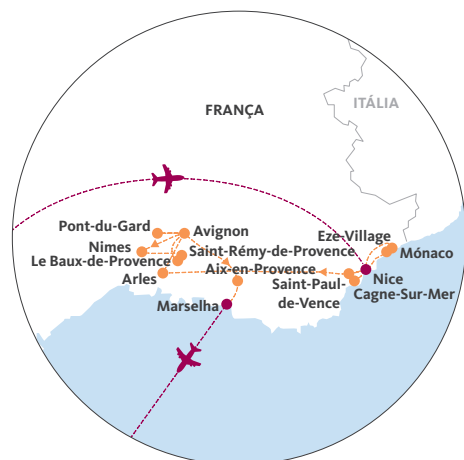 ITÁLIA
FRANÇA
Pont-du-Gard
Avignon
Eze-Village
Nimes
Saint-Rémy-de-Provence
Mónaco
Le Baux-de-Provence
Aix-en-Provence
Arles
Saint-Paul-
de-Vence
Nice
Cagne-Sur-Mer
Marselha